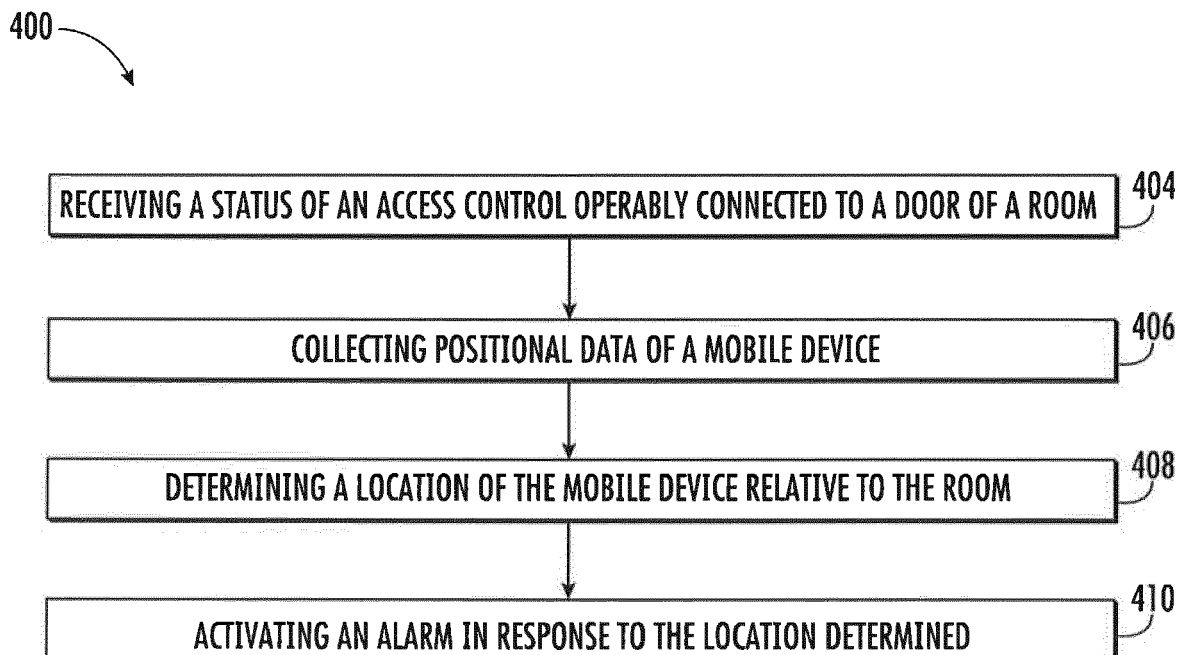 400
RECEIVING A STATUS OF AN ACCESS CONTROL OPERABLY CONNECTED TO A DOOR OF A ROOM
404
COLLECTING POSITIONAL DATA OF A MOBILE DEVICE
406
DETERMINING A LOCATION OF THE MOBILE DEVICE RELATIVE TO THE ROOM
408
ACTIVATING AN ALARM IN RESPONSE TO THE LOCATION DETERMINED
410